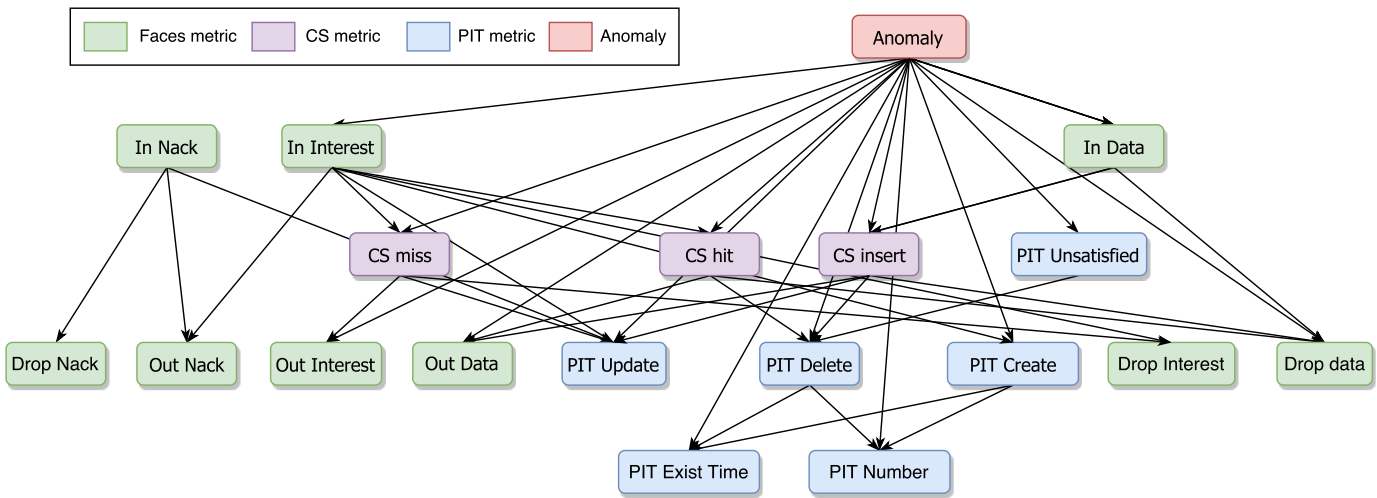 Faces metric CS metric PIT metric Anomaly
Anomaly
In Nack In Interest In Data
CS miss CS hit CS insert PIT Unsatisfied
Drop Nack Out Nack Out Interest Out Data PIT Update PIT Delete PIT Create Drop Interest Drop data
PIT Exist Time PIT Number